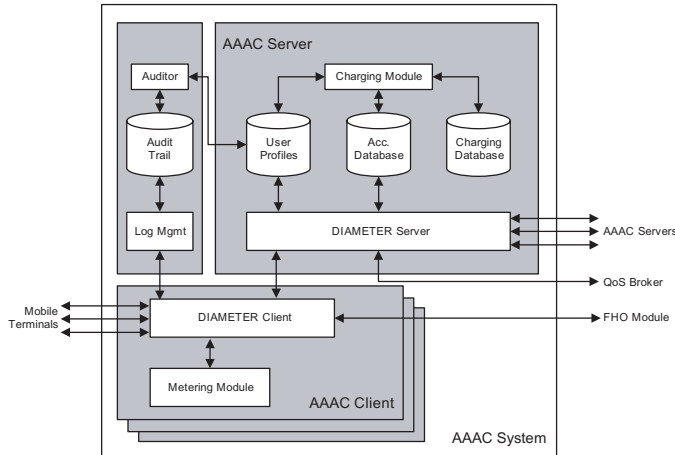 AAAC Server
Auditor
Charging Module
Audit
Trail
User
Profiles
Acc.
Database
Charging
Database
Log Mgmt
DIAMETER Server
AAAC Servers
QoS Broker
Mobile
Terminals
DIAMETER Client
FHO Module
Metering Module
AAAC Client
AAAC System